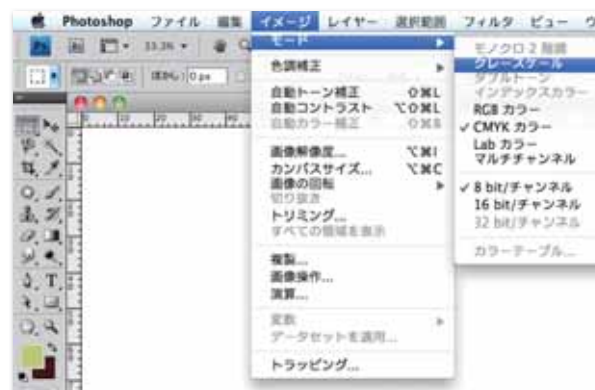 Photoshop ファイル 編集 イメージ レイヤー 選択範囲 フィルタ ビュー ウ
33.3%
0 px
モード
色調補正
自動トーン補正 ⇧⌘L
自動コントラスト ⌥⇧⌘L
自動カラー補正 ⇧⌘B
画像解像度... ⌥⌘I
カンバスサイズ... ⌥⌘C
画像の回転
切り抜き
トリミング...
すべての領域を表示
複製...
画像操作...
演算...
変数
データセットを適用...
トラッピング...
モノクロ 2 階調
グレースケール
ダブルトーン
インデックスカラー
RGB カラー
✓ CMYK カラー
Lab カラー
マルチチャンネル
✓ 8 bit/チャンネル
16 bit/チャンネル
32 bit/チャンネル
カラーテーブル...